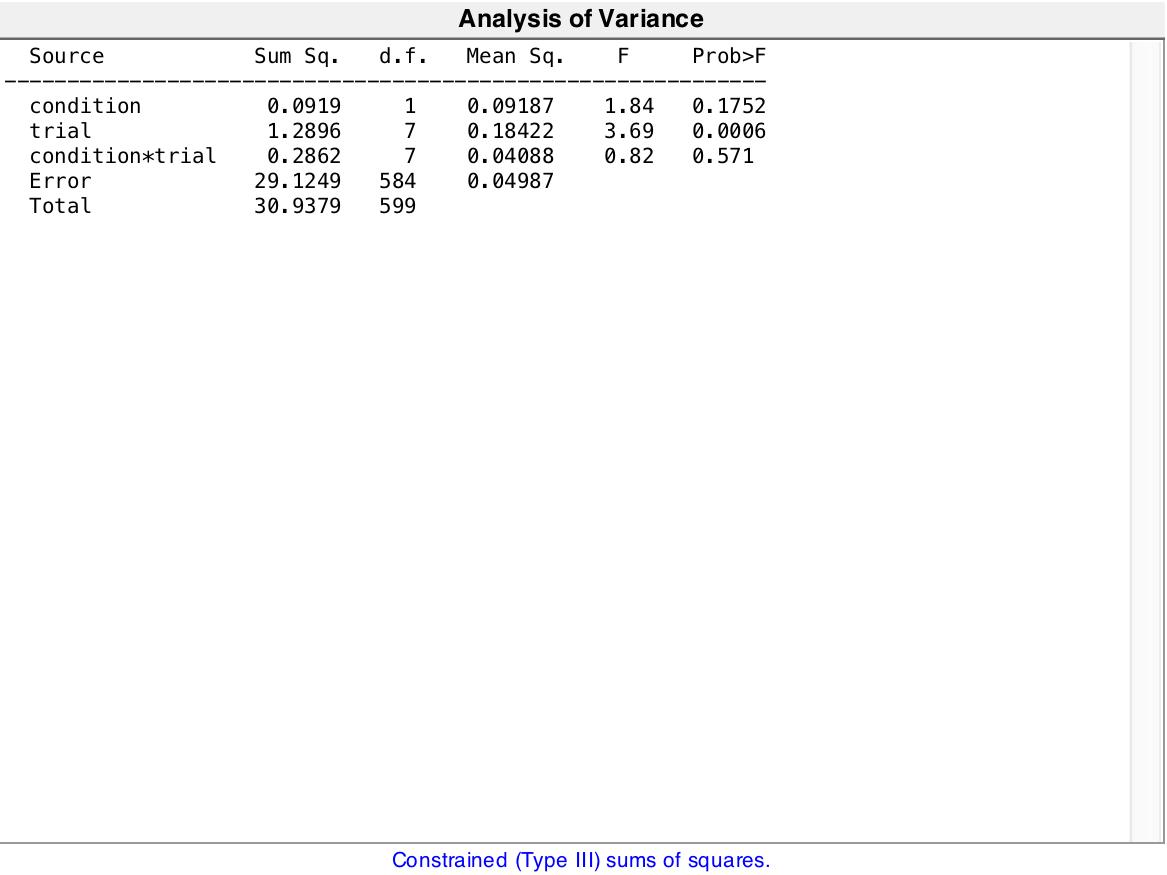 Analysis of Variance
Source Sum Sq. d.f. Mean Sq. F Prob>F
condition 0.0919 1 0.09187 1.84 0.1752
trial 1.2896 7 0.18422 3.69 0.0006
condition*trial 0.2862 7 0.04088 0.82 0.571
Error 29.1249 584 0.04987
Total 30.9379 599
Constrained (Type III) sums of squares.